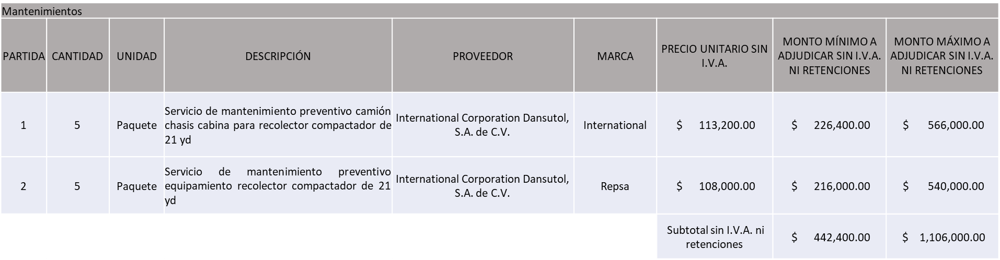 Mantenimientos
PARTIDA
CANTIDAD
UNIDAD
DESCRIPCIÓN
PROVEEDOR
MARCA
PRECIO UNITARIO SIN
I.V.A.
MONTO MÍNIMO A
ADJUDICAR SIN I.V.A.
NI RETENCIONES
MONTO MÁXIMO A
ADJUDICAR SIN I.V.A.
NI RETENCIONES
1
5
Paquete
Servicio de mantenimiento preventivo camión
chasis cabina para recolector compactador de
21 yd
International Corporation Dansutol,
S.A. de C.V.
International
$ 113,200.00
$ 226,400.00
$ 566,000.00
2
5
Paquete
Servicio de mantenimiento preventivo
equipamiento recolector compactador de 21
yd
International Corporation Dansutol,
S.A. de C.V.
Repsa
$ 108,000.00
$ 216,000.00
$ 540,000.00
Subtotal sin I.V.A. ni
retenciones
$ 442,400.00
$ 1,106,000.00